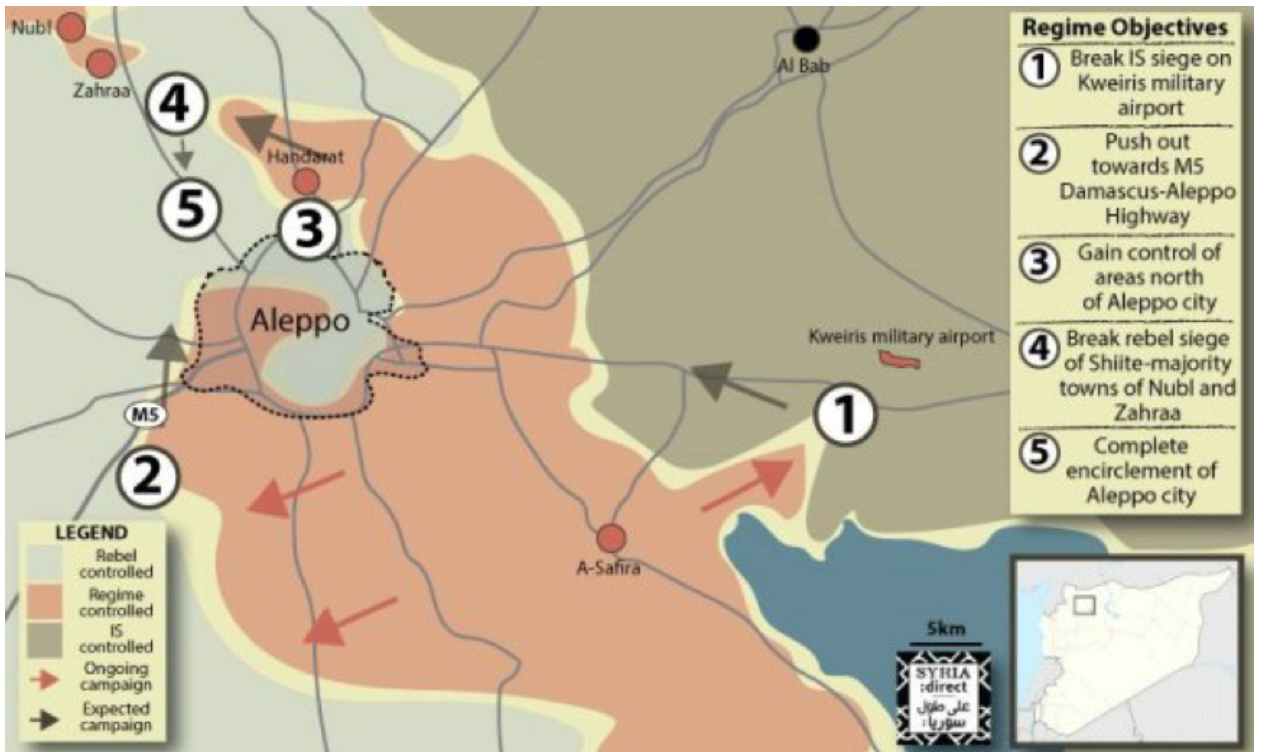 Nubl
Zahraa
4
5
Handarat
3
Aleppo
Al Bab
Kweiris military airport
1
M5
2
A-Safira
Regime Objectives
1 Break IS siege on
Kweiris military
airport
2 Push out
towards M5
Damascus-Aleppo
Highway
3 Gain control of
areas north
of Aleppo city
4 Break rebel siege
of Shiite-majority
towns of Nubl and
Zahraa
5 Complete
encirclement of
Aleppo city
LEGEND
Rebel
controlled
Regime
controlled
IS
controlled
Ongoing
campaign
Expected
campaign
5km
SYRIA
:direct
على طول
سوريا: